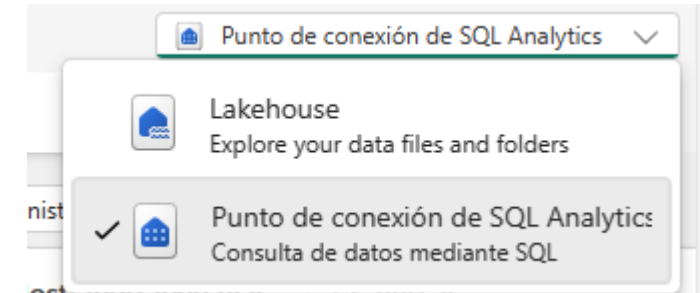 Punto de conexión de SQL Analytics
Lakehouse
Explore your data files and folders
nist
Punto de conexión de SQL Analytics
Consulta de datos mediante SQL